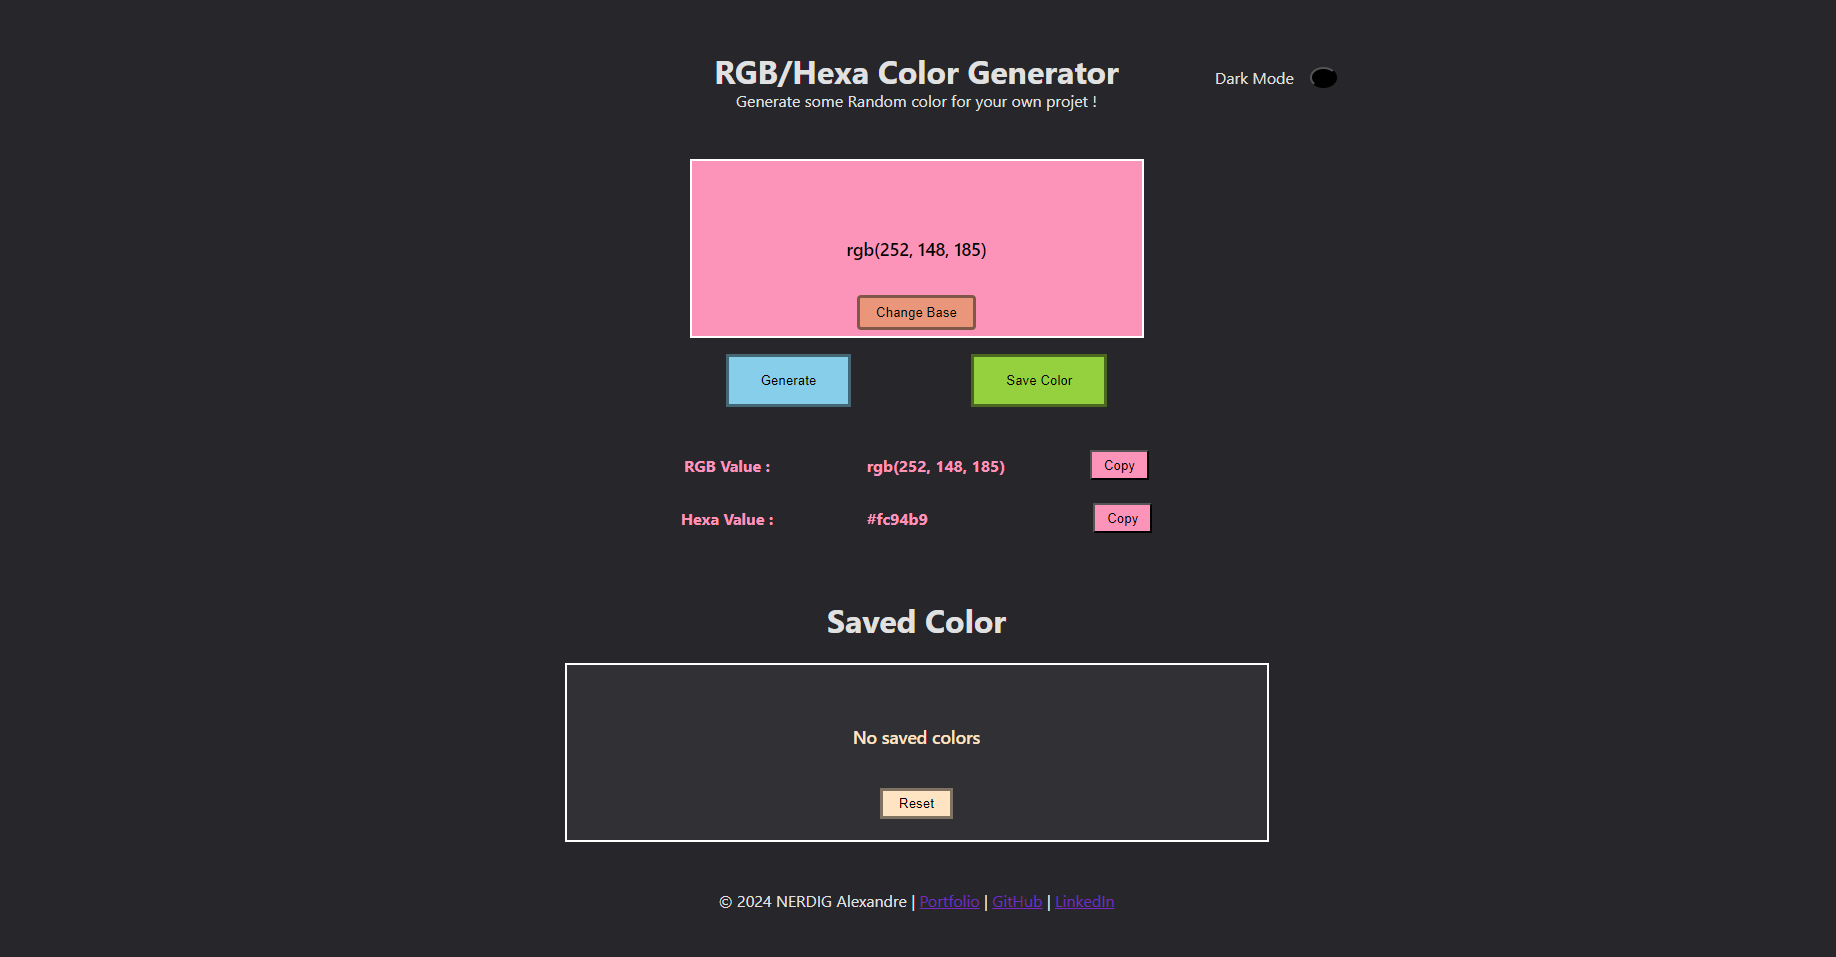 RGB/Hexa Color Generator
Dark Mode
Generate some Random color for your own projet !
rgb(252, 148, 185)
Change Base
Generate
Save Color
RGB Value : rgb(252, 148, 185) Copy
Hexa Value : #fc94b9 Copy
Saved Color
No saved colors
Reset
© 2024 NERDIG Alexandre | Portfolio | GitHub | LinkedIn